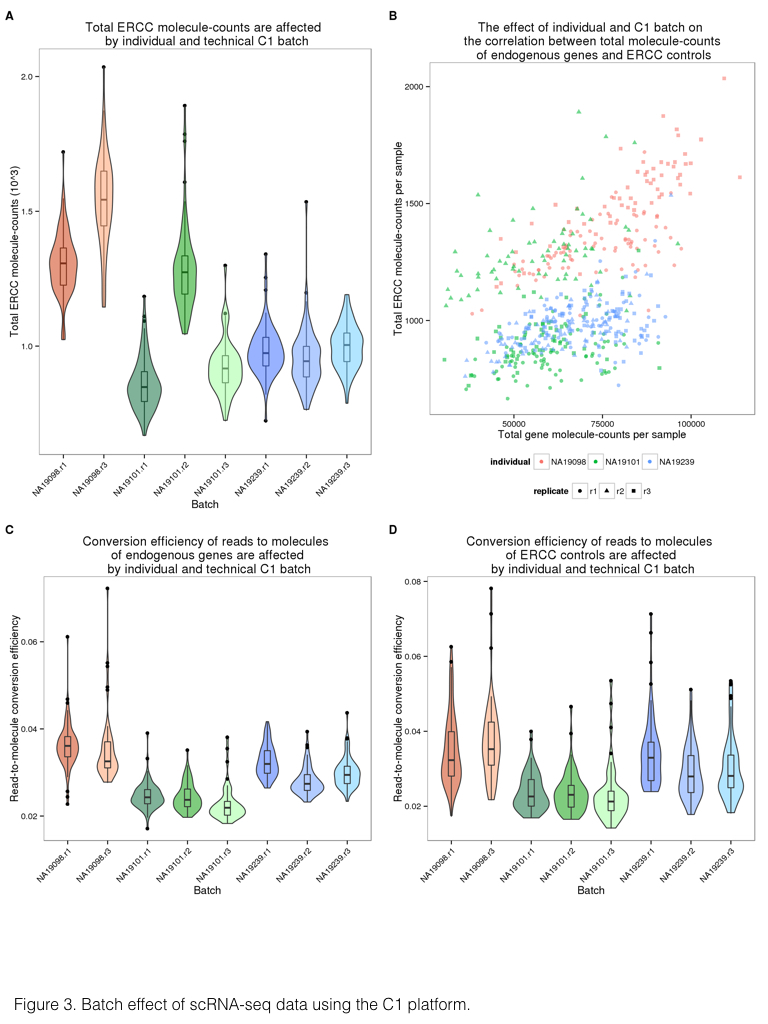 A
Total ERCC molecule-counts are affected
by individual and technical C1 batch
Total ERCC molecule-counts (10^3)
2.0
1.5
1.0
NA19098.r1
NA19098.r3
NA19101.r1
NA19101.r2
NA19101.r3
NA19239.r1
NA19239.r2
NA19239.r3
Batch
B
The effect of individual and C1 batch on
the correlation between total molecule-counts
of endogenous genes and ERCC controls
Total ERCC molecule-counts per sample
2000
1500
1000
50000 75000 100000
Total gene molecule-counts per sample
individual NA19098 NA19101 NA19239
replicate r1 r2 r3
C
Conversion efficiency of reads to molecules
of endogenous genes are affected
by individual and technical C1 batch
Read-to-molecule conversion efficiency
0.06
0.04
0.02
NA19098.r1
NA19098.r3
NA19101.r1
NA19101.r2
NA19101.r3
NA19239.r1
NA19239.r2
NA19239.r3
Batch
D
Conversion efficiency of reads to molecules
of ERCC controls are affected
by individual and technical C1 batch
Read-to-molecule conversion efficiency
0.08
0.06
0.04
0.02
NA19098.r1
NA19098.r3
NA19101.r1
NA19101.r2
NA19101.r3
NA19239.r1
NA19239.r2
NA19239.r3
Batch
Figure 3. Batch effect of scRNA-seq data using the C1 platform.